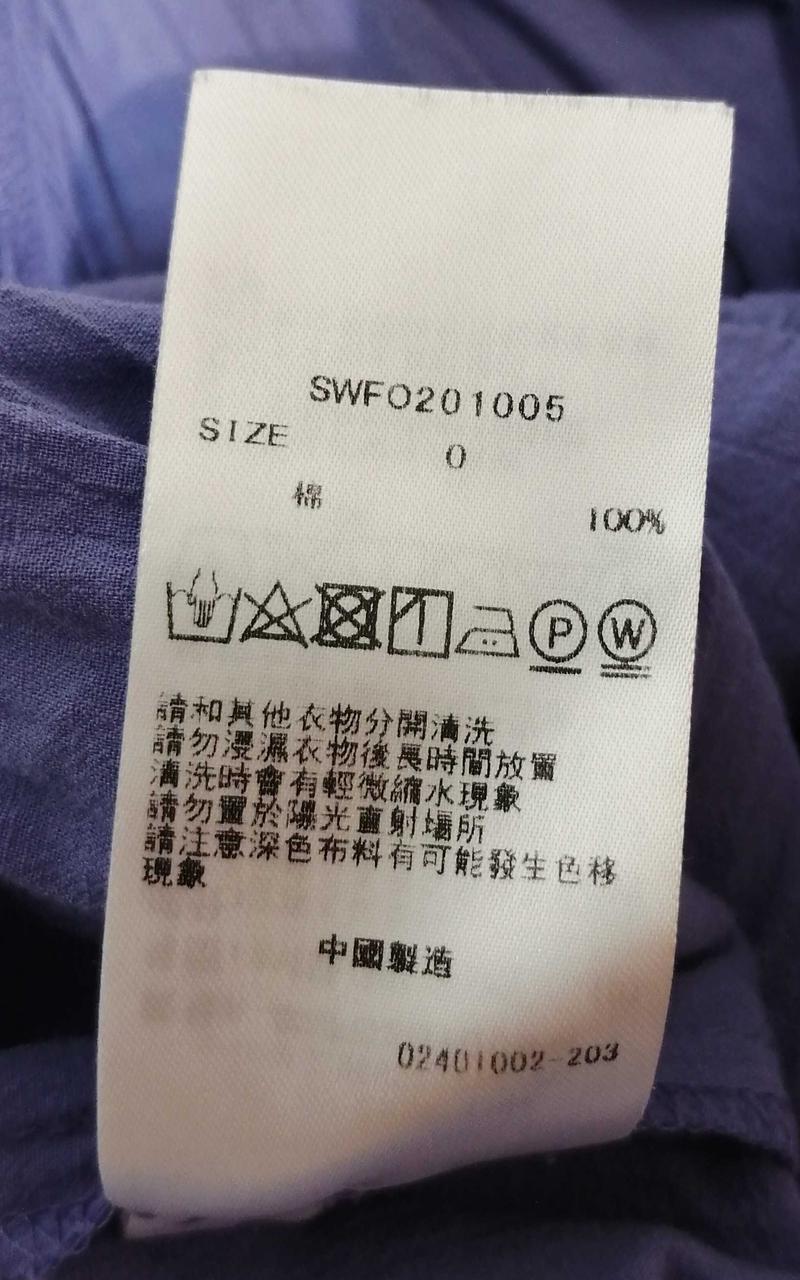 SWFO201005
SIZE
0
棉 100%
P W
請和其他衣物分開清洗
請勿浸濕衣物後長時間放置
清洗時會有輕微縮水現象
請勿置於陽光直射場所
請注意深色布料有可能發生色移
現象
中國製造
02401002-203